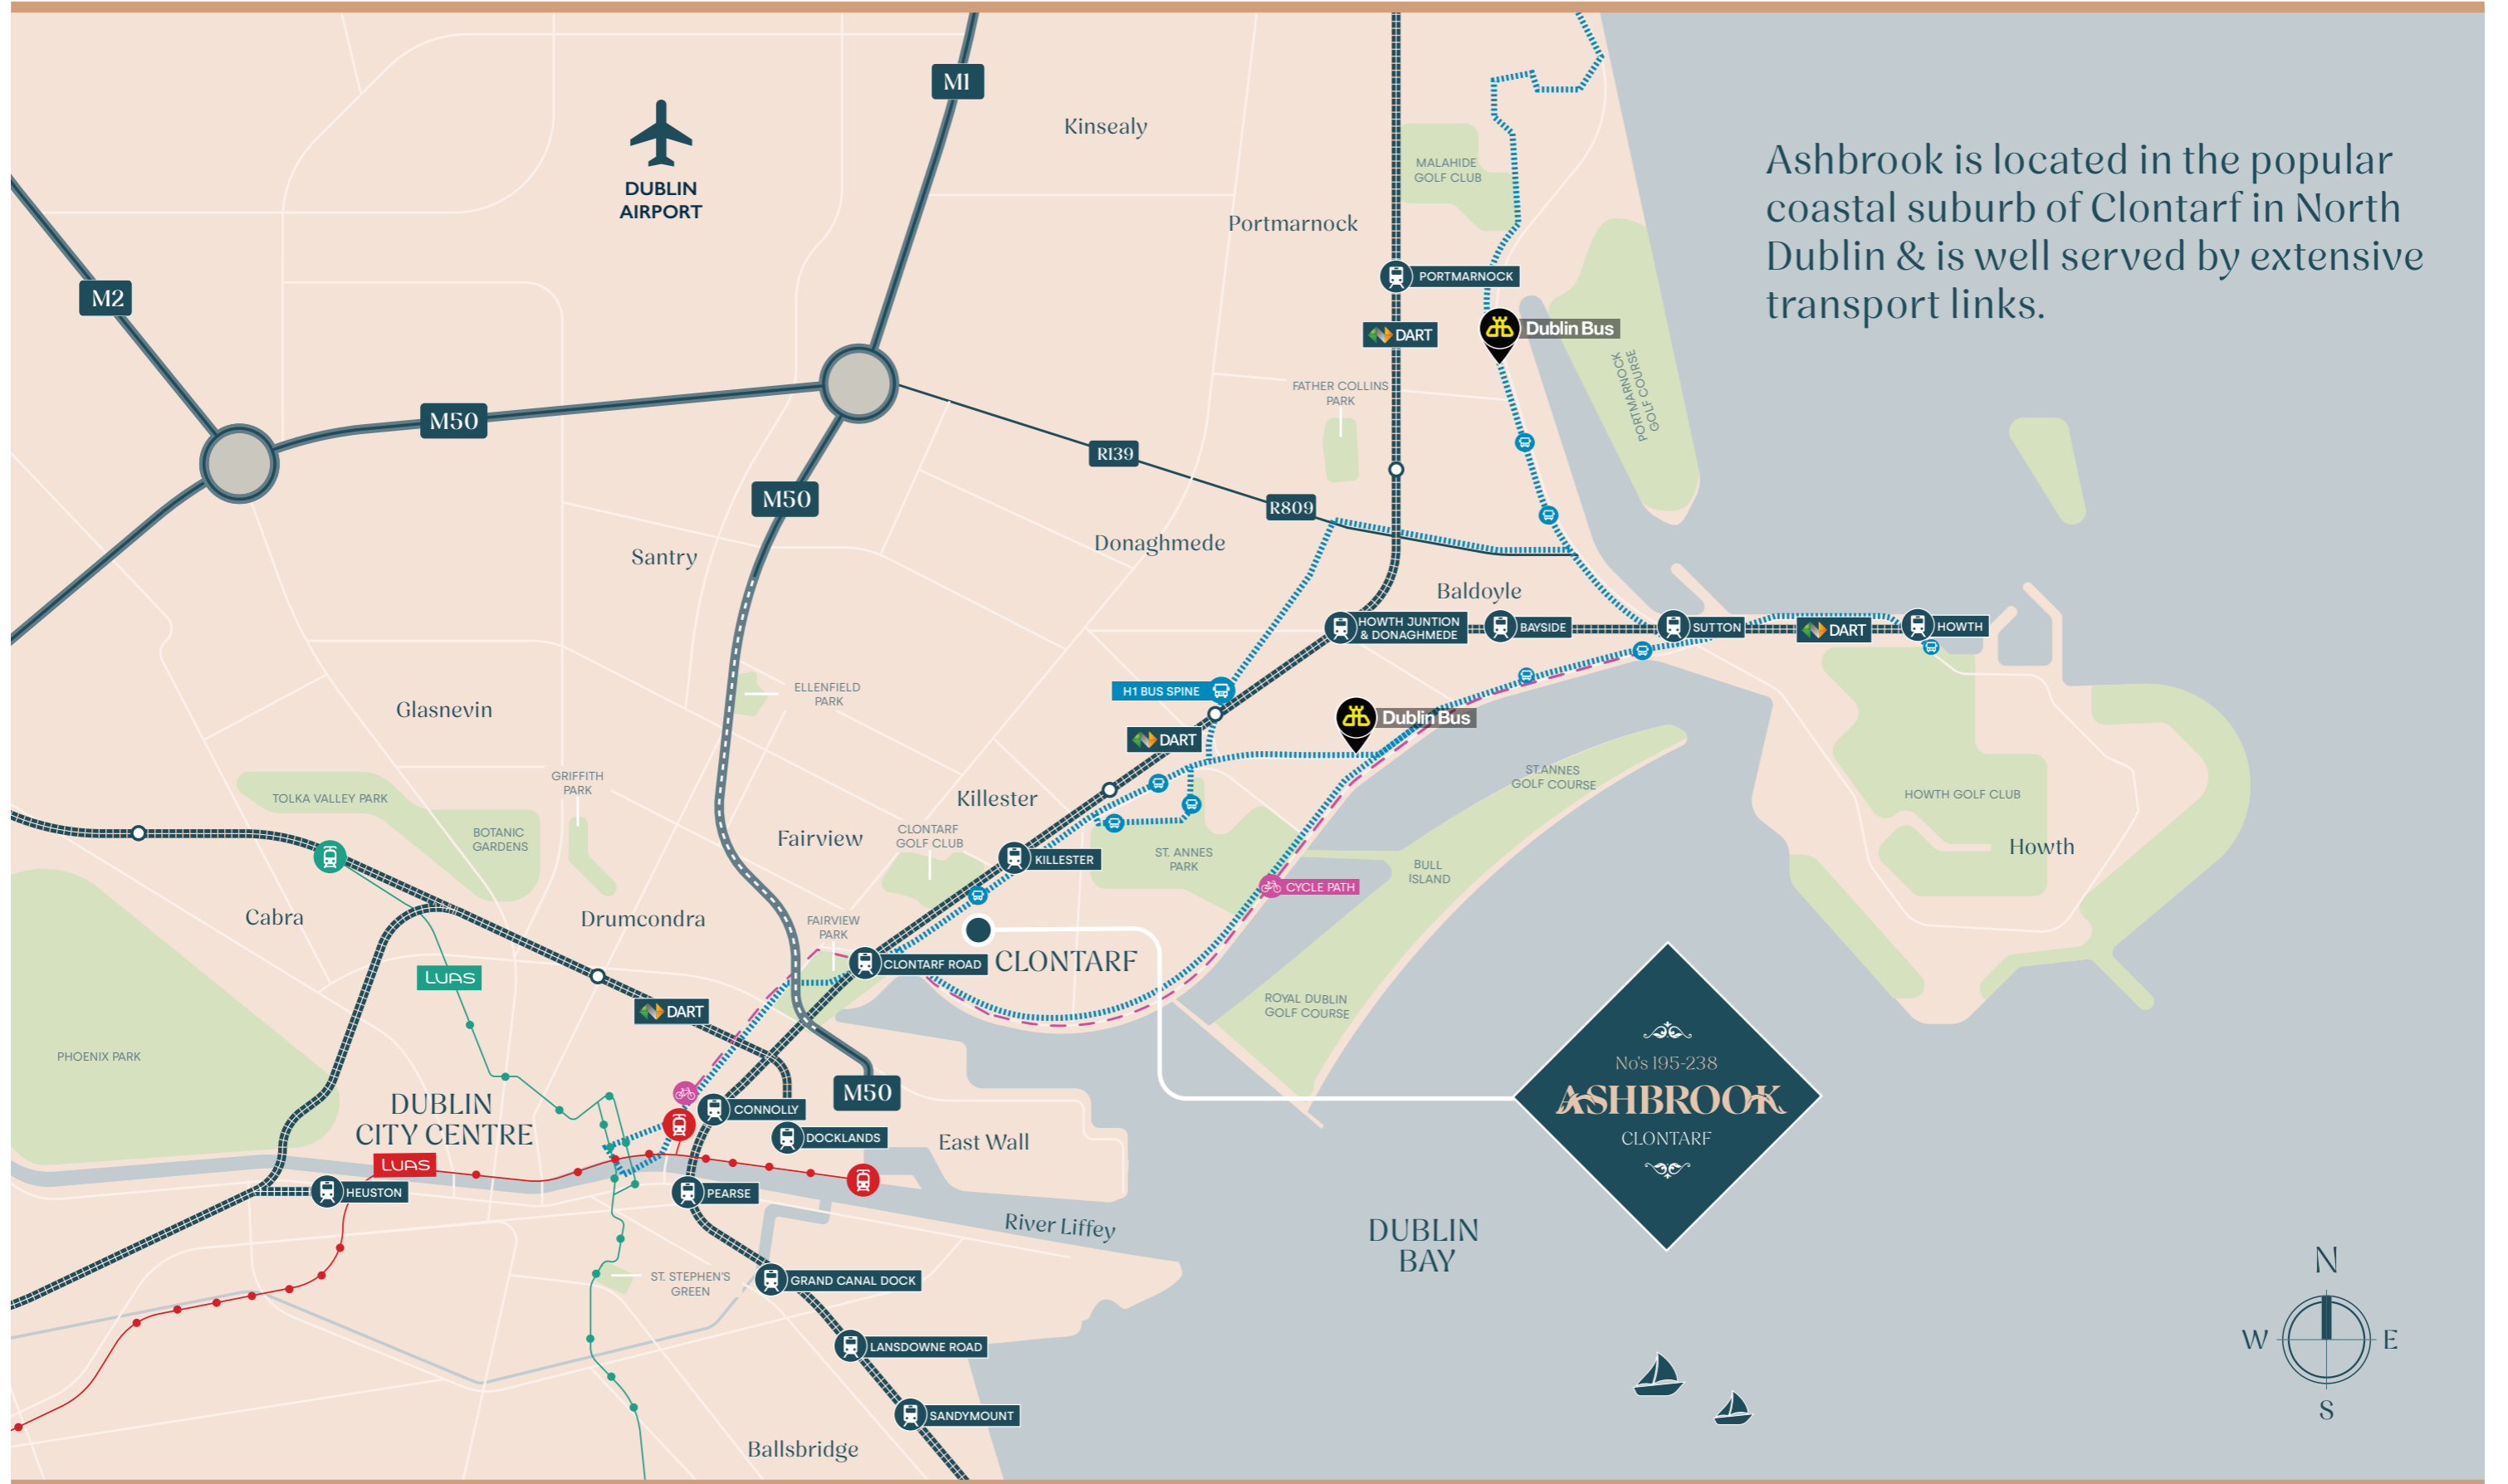 M1
Kinsealy
DUBLIN
AIRPORT
MALAHIDE
GOLF CLUB
Ashbrook is located in the popular
coastal suburb of Clontarf in North
Dublin & is well served by extensive
transport links.
Portmarnock
PORTMARNOCK
M2
DART
Dublin Bus
PORTMARNOCK
GOLF COURSE
FATHER COLLINS
PARK
M50
R139
M50
R809
Santry
Donaghmede
Baldoyle
HOWTH JUNTION
& DONAGHMEDE
BAYSIDE
SUTTON
DART
HOWTH
H1 BUS SPINE
ELLENFIELD
PARK
Glasnevin
Dublin Bus
DART
GRIFFITH
PARK
TOLKA VALLEY PARK
Killester
ST.ANNES
GOLF COURSE
HOWTH GOLF CLUB
BOTANIC
GARDENS
Fairview
CLONTARF
GOLF CLUB
KILLESTER
ST. ANNES
PARK
BULL
ISLAND
Howth
CYCLE PATH
Cabra
Drumcondra
FAIRVIEW
PARK
CLONTARF ROAD
CLONTARF
LUAS
DART
ROYAL DUBLIN
GOLF COURSE
PHOENIX PARK
M50
No's 195-238
ASHBROOK
CLONTARF
DUBLIN
CITY CENTRE
CONNOLLY
DOCKLANDS
East Wall
LUAS
HEUSTON
PEARSE
River Liffey
DUBLIN
BAY
ST. STEPHEN'S
GREEN
GRAND CANAL DOCK
LANSDOWNE ROAD
SANDYMOUNT
Ballsbridge
N
W
E
S